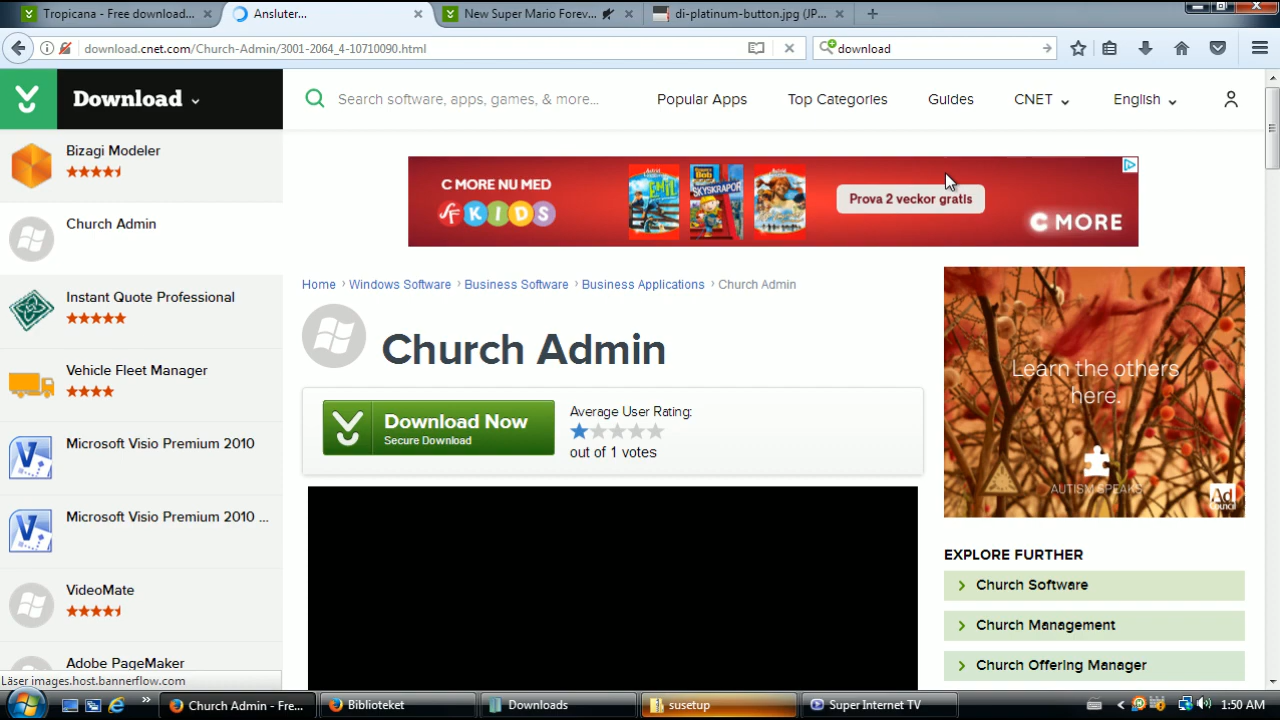 Tropicana - Free download...
Ansluter...
New Super Mario Forev...
di-platinum-button.jpg (JP...
download.cnet.com/Church-Admin/3001-2064_4-10710090.html
download
Download
Search software, apps, games, & more...
Popular Apps
Top Categories
Guides
CNET
English
Bizagi Modeler
Church Admin
Instant Quote Professional
Vehicle Fleet Manager
Microsoft Visio Premium 2010
Microsoft Visio Premium 2010 ...
VideoMate
Adobe PageMaker
C MORE NU MED
SF KIDS
EMIL
SKYSKRAPOR
Prova 2 veckor gratis
C MORE
Home › Windows Software › Business Software › Business Applications › Church Admin
Church Admin
Download Now
Secure Download
Average User Rating:
out of 1 votes
Learn the others
here.
AUTISM SPEAKS
Ad
Council
EXPLORE FURTHER
Church Software
Church Management
Church Offering Manager
Läser images.host.bannerflow.com
Church Admin - Fre...
Biblioteket
Downloads
susetup
Super Internet TV
1:50 AM